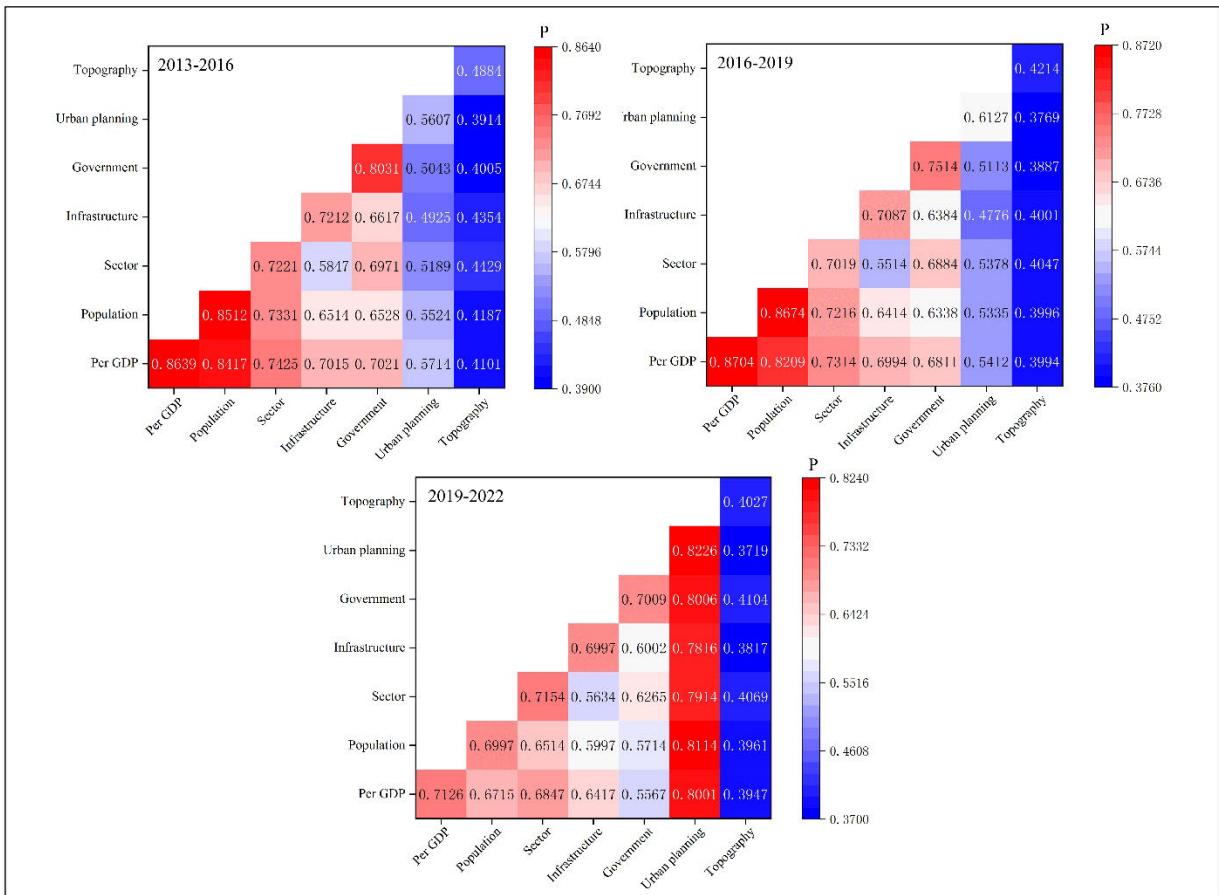 P
0.8640
2013-2016
Topography 0.4884
0.7692
Urban planning 0.5607 0.3914
Government 0.8031 0.5043 0.4005
0.6744
Infrastructure 0.7212 0.6617 0.4925 0.4354
0.5796
Sector 0.7221 0.5847 0.6971 0.5189 0.4429
0.4848
Population 0.8512 0.7331 0.6514 0.6528 0.5524 0.4187
Per GDP 0.8639 0.8417 0.7425 0.7015 0.7021 0.5714 0.4101
0.3900
Per GDP Population Sector Infrastructure Government Urban planning Topography
P
0.8720
2016-2019
Topography 0.4214
0.7728
rban planning 0.6127 0.3769
Government 0.7514 0.5113 0.3887
0.6736
Infrastructure 0.7087 0.6384 0.4776 0.4001
0.5744
Sector 0.7019 0.5514 0.6884 0.5378 0.4047
0.4752
Population 0.8674 0.7216 0.6414 0.6338 0.5335 0.3996
Per GDP 0.8704 0.8209 0.7314 0.6994 0.6811 0.5412 0.3994
0.3760
Per GDP Population Sector Infrastructure Government Urban planning Topography
P
0.8240
2019-2022
Topography 0.4027
0.7332
Urban planning 0.8226 0.3719
Government 0.7009 0.8006 0.4104
0.6424
Infrastructure 0.6997 0.6002 0.7816 0.3817
0.5516
Sector 0.7154 0.5634 0.6265 0.7914 0.4069
0.4608
Population 0.6997 0.6514 0.5997 0.5714 0.8114 0.3961
Per GDP 0.7126 0.6715 0.6847 0.6417 0.5567 0.8001 0.3947
0.3700
Per GDP Population Sector Infrastructure Government Urban planning Topography